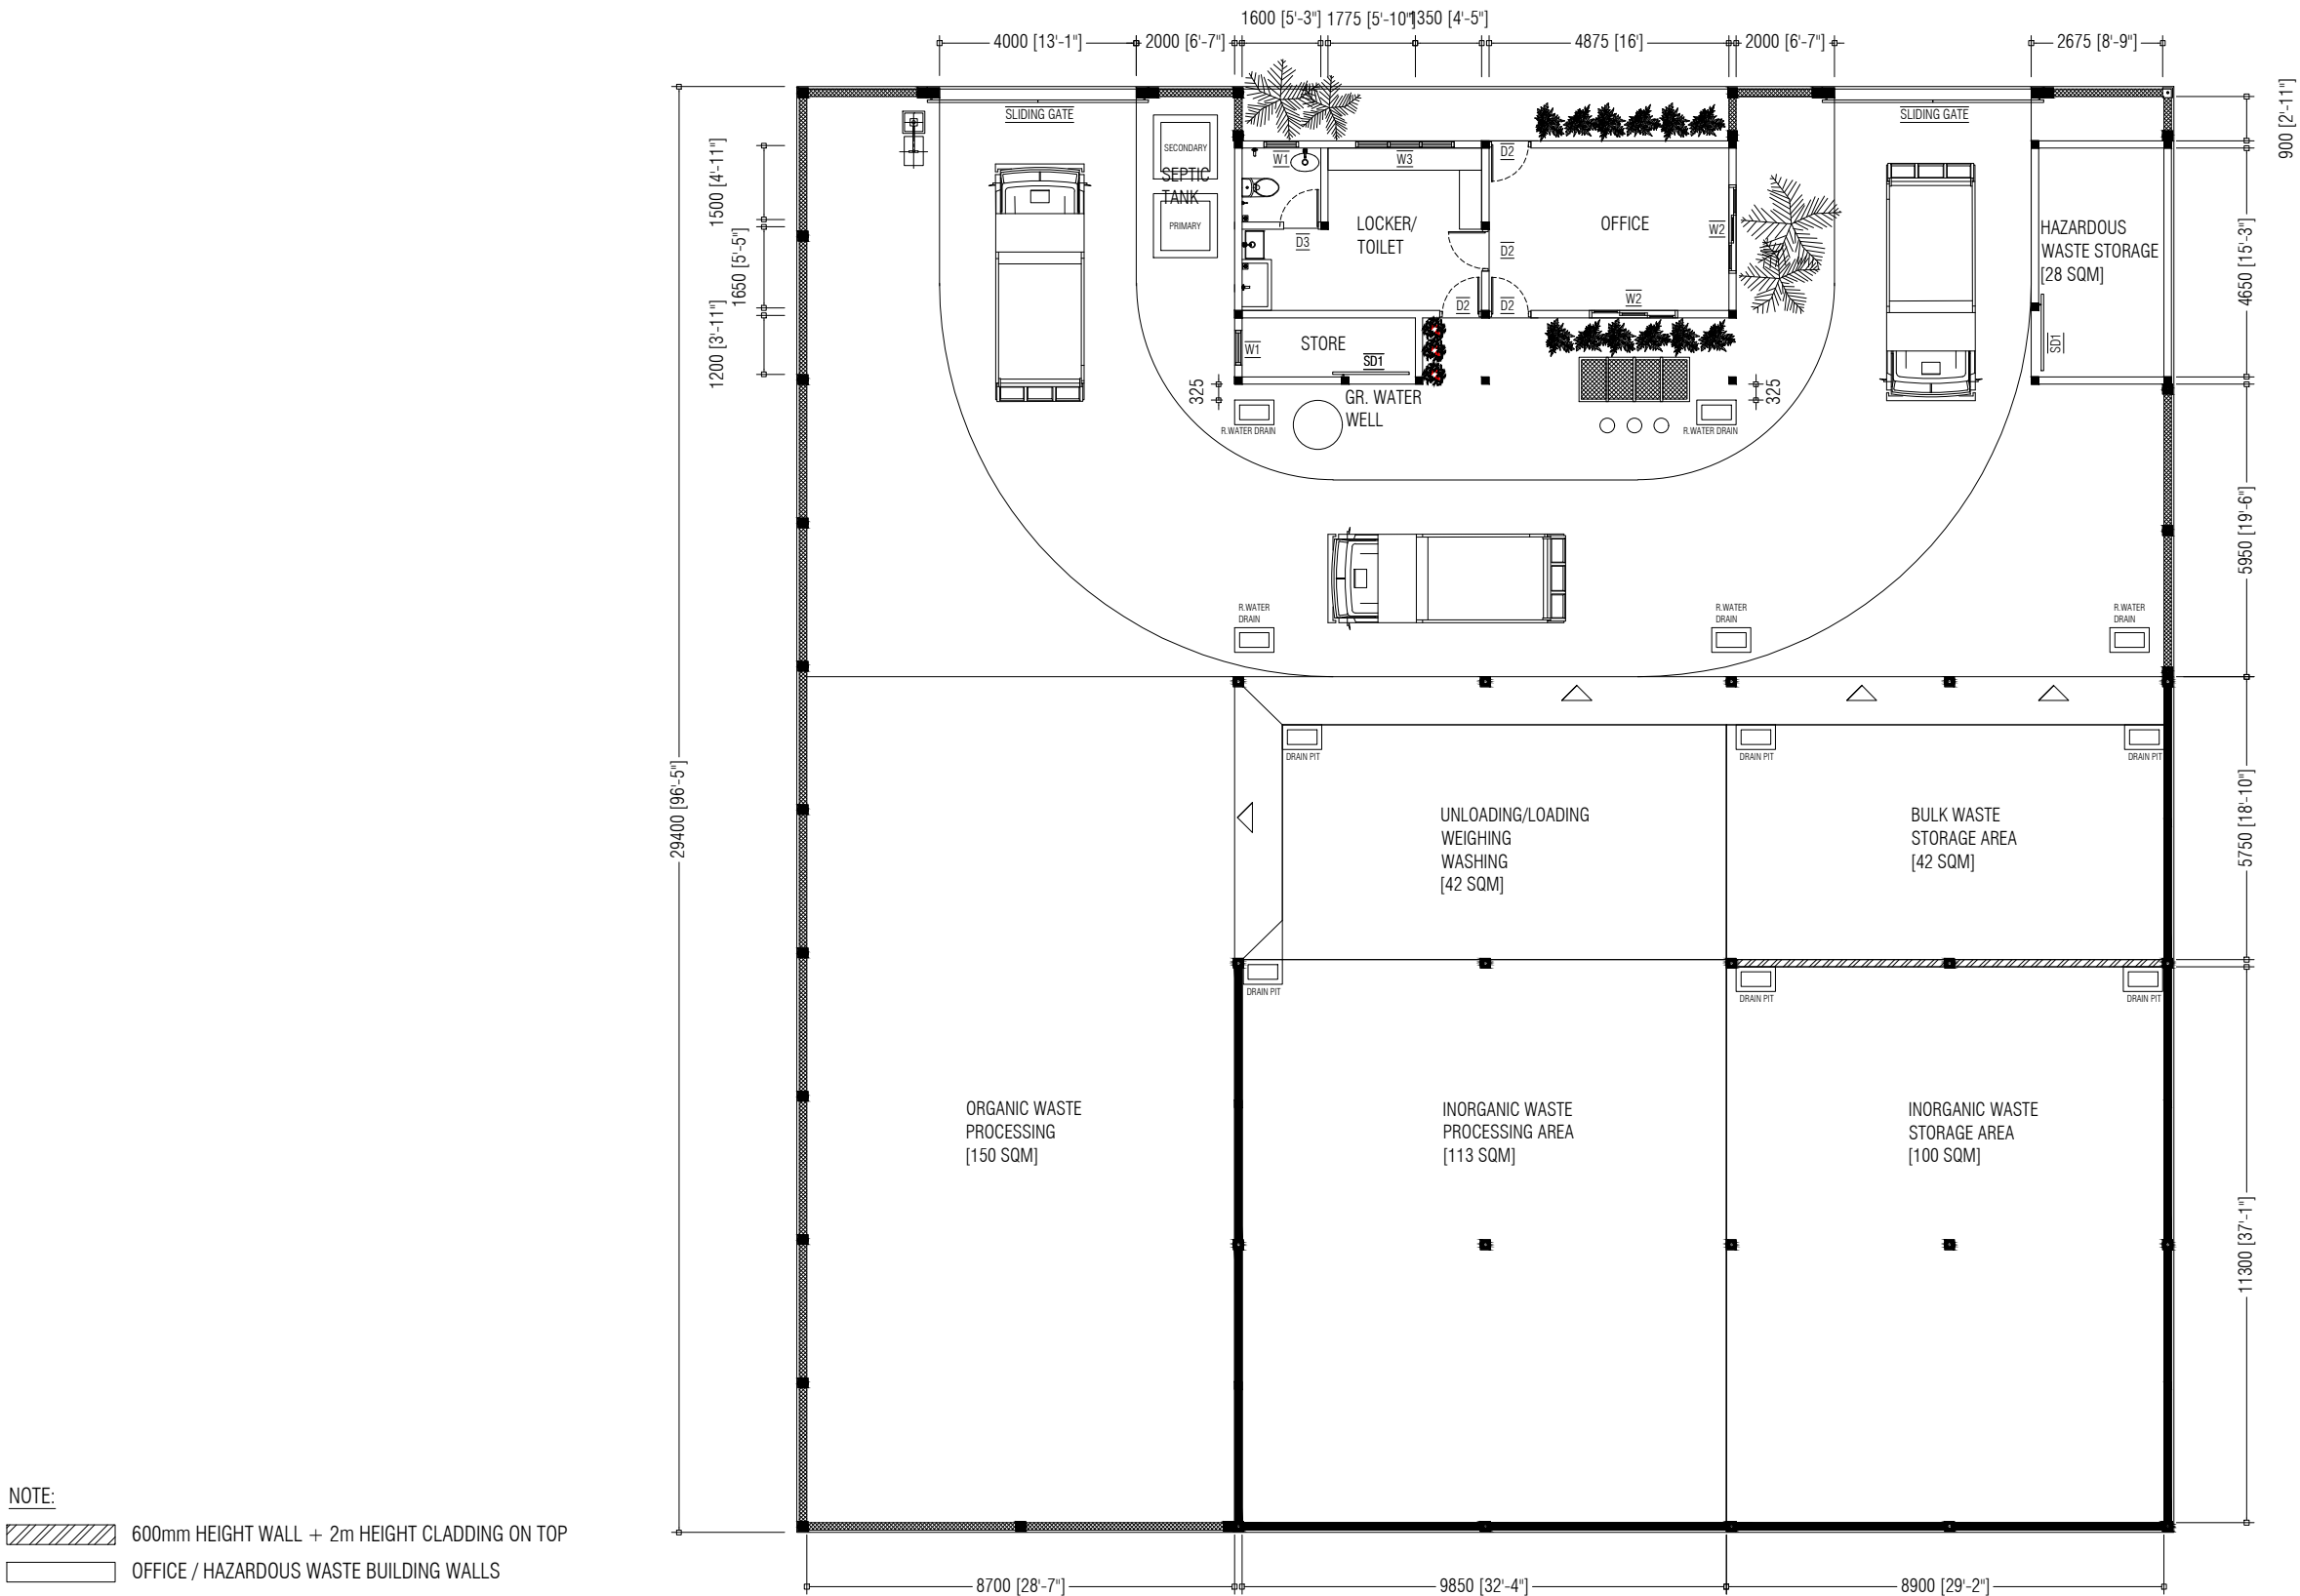 1600 [5'-3"]
1775 [5'-10"]
1350 [4'-5"]
4000 [13'-1"]
2000 [6'-7"]
4875 [16']
2000 [6'-7"]
2675 [8'-9"]
900 [2'-11"]
SLIDING GATE
SLIDING GATE
SECONDARY
SEPTIC
TANK
PRIMARY
W1
W3
D2
1500 [4'-11"]
1650 [5'-5"]
1200 [3'-11"]
LOCKER/
TOILET
D3
OFFICE
W2
D2
W2
D2
D2
HAZARDOUS
WASTE STORAGE
[28 SQM]
4650 [15'-3"]
STORE
W1
SD1
SD1
325
325
GR. WATER
WELL
R.WATER DRAIN
R.WATER DRAIN
5950 [19'-6"]
R.WATER
DRAIN
R.WATER
DRAIN
R.WATER
DRAIN
29400 [96'-5"]
DRAIN PIT
DRAIN PIT
DRAIN PIT
UNLOADING/LOADING
WEIGHING
WASHING
[42 SQM]
BULK WASTE
STORAGE AREA
[42 SQM]
5750 [18'-10"]
DRAIN PIT
DRAIN PIT
DRAIN PIT
ORGANIC WASTE
PROCESSING
[150 SQM]
INORGANIC WASTE
PROCESSING AREA
[113 SQM]
INORGANIC WASTE
STORAGE AREA
[100 SQM]
11300 [37'-1"]
NOTE:
600mm HEIGHT WALL + 2m HEIGHT CLADDING ON TOP
OFFICE / HAZARDOUS WASTE BUILDING WALLS
8700 [28'-7"]
9850 [32'-4"]
8900 [29'-2"]